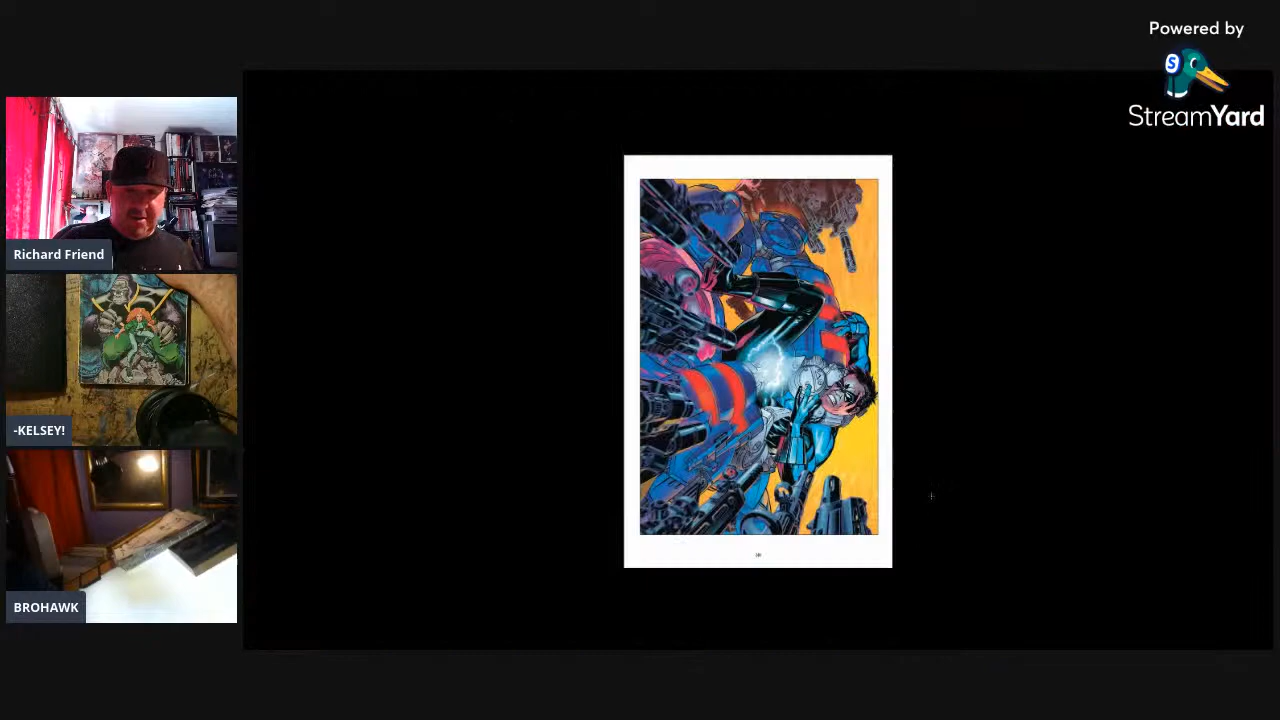 Powered by
StreamYard
Richard Friend
-KELSEY!
BROHAWK